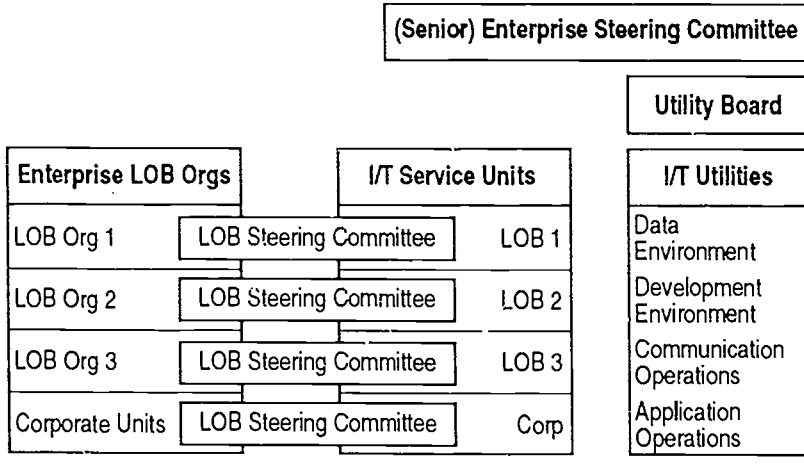 (Senior) Enterprise Steering Committee
Utility Board
Enterprise LOB Orgs
I/T Service Units
I/T Utilities
LOB Org 1
LOB Steering Committee
LOB 1
Data
Environment
LOB Org 2
LOB Steering Committee
LOB 2
Development
Environment
LOB Org 3
LOB Steering Committee
LOB 3
Communication
Operations
Corporate Units
LOB Steering Committee
Corp
Application
Operations